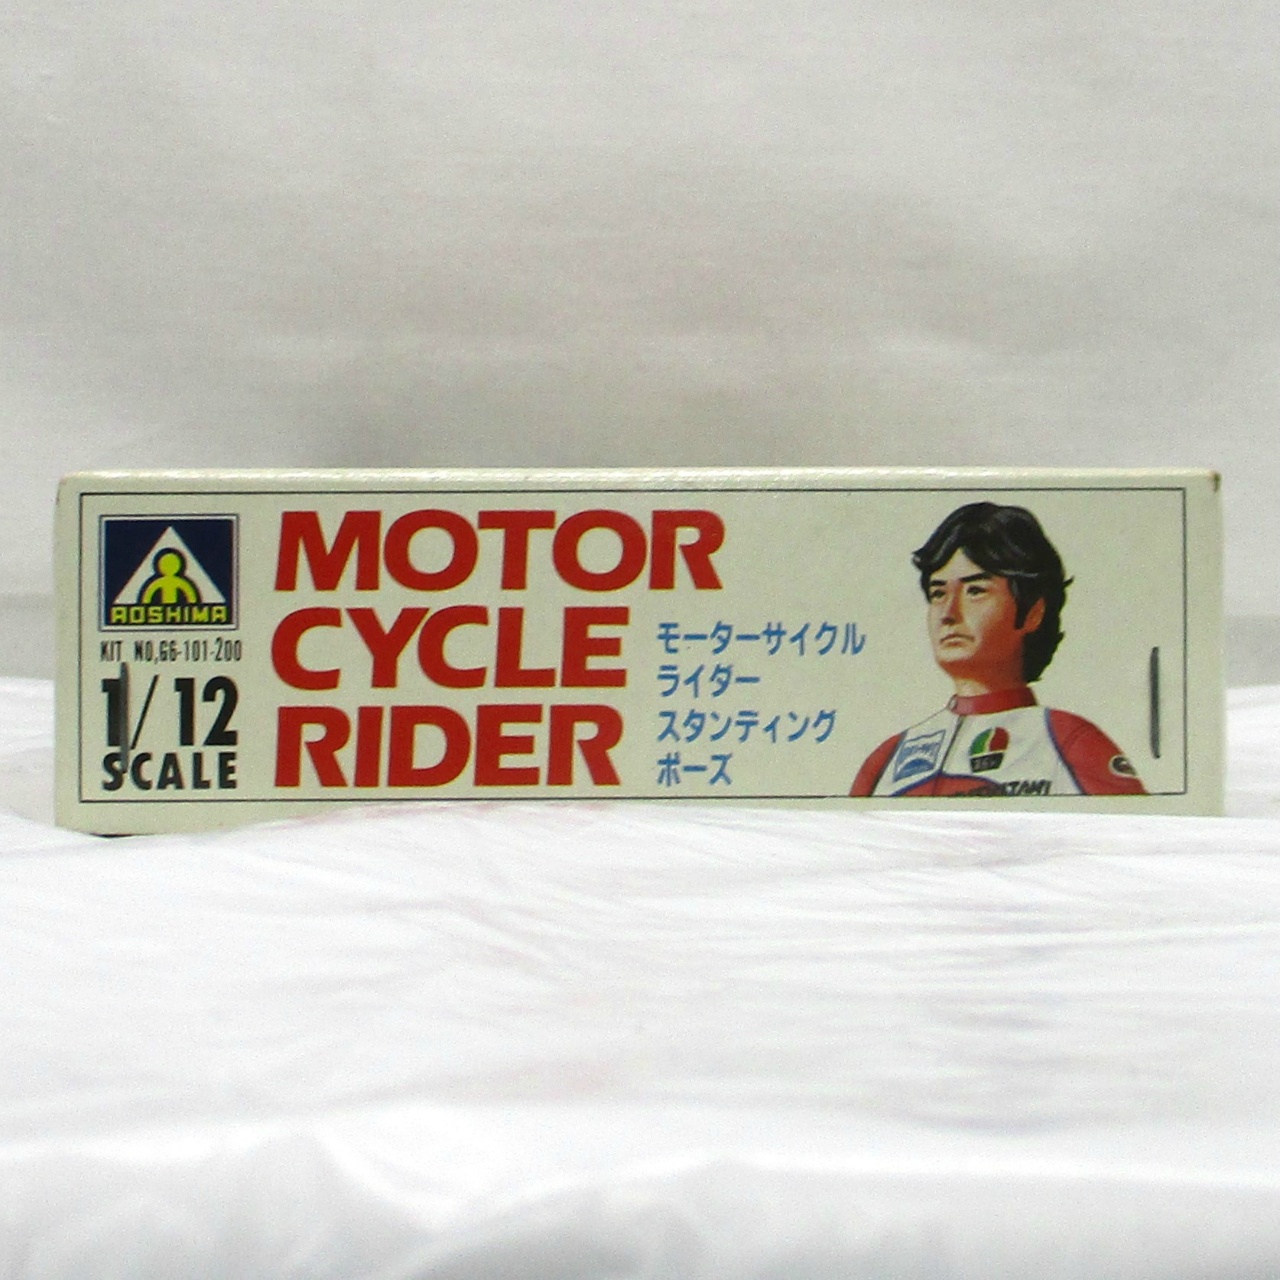 AOSHIMA
KIT NO,G6-101-200
1/12
SCALE
MOTOR
CYCLE
RIDER
モーターサイクル
ライダー
スタンディング
ポーズ